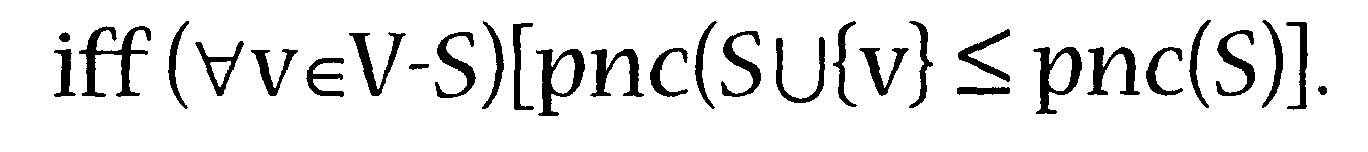 iff (∀v∈V-S)[pnc(S∪{v} ≤ pnc(S)].